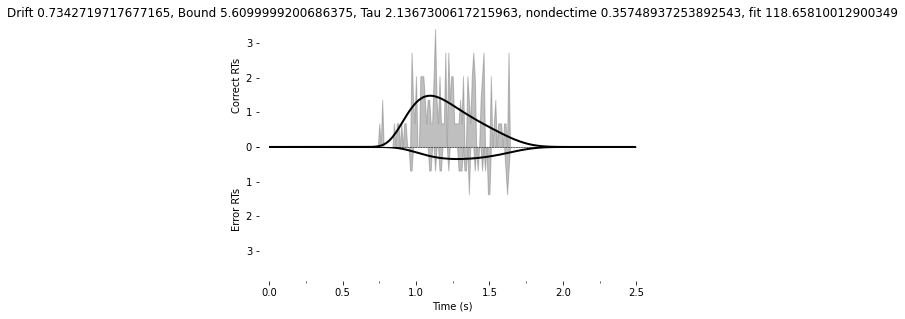 Drift 0.7342719717677165, Bound 5.6099999200686375, Tau 2.1367300617215963, nondectime 0.35748937253892543, fit 118.65810012900349
3
2
1
0
1
2
3
Correct RTs
Error RTs
0.0 0.5 1.0 1.5 2.0 2.5
Time (s)